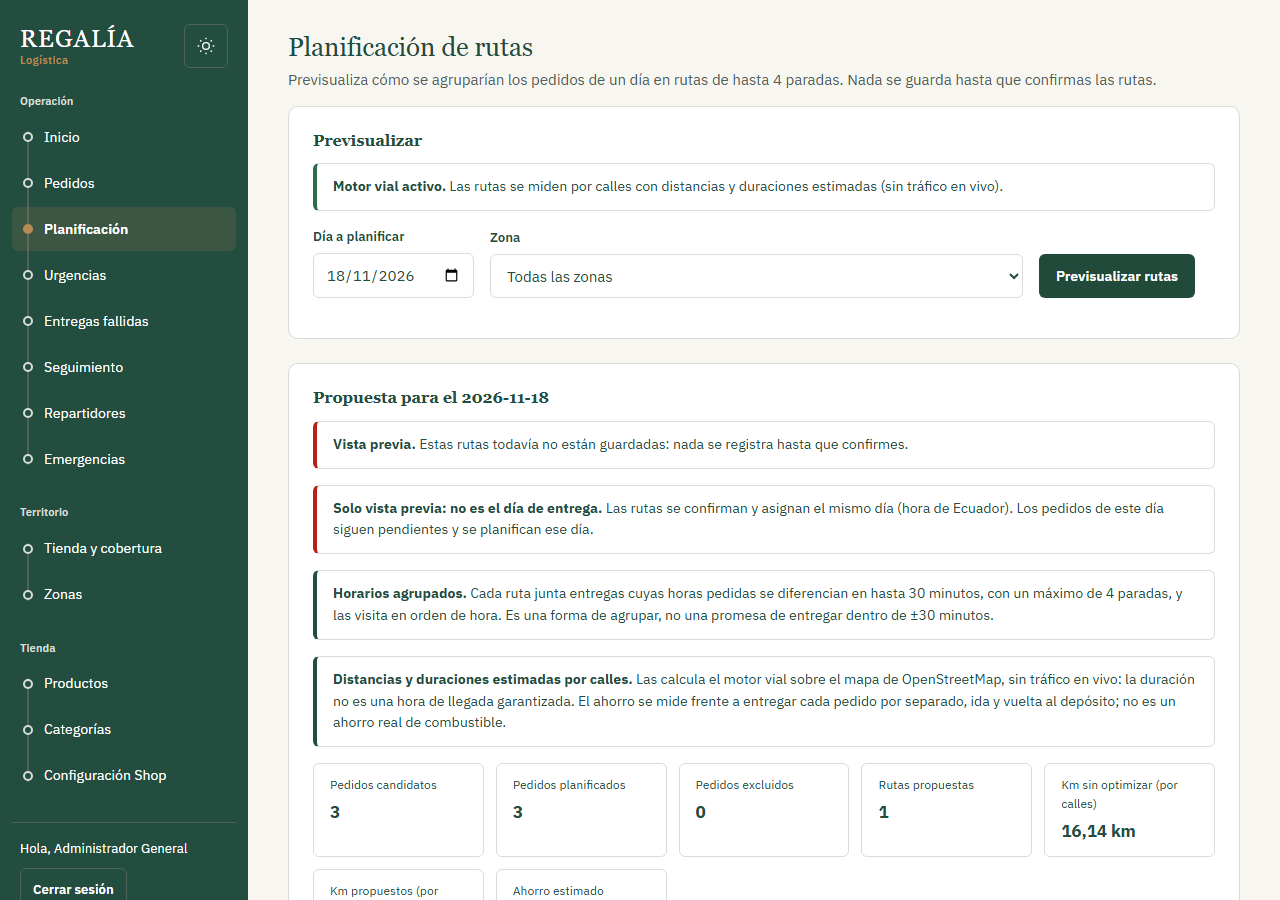 REGALÍA
Logística
Operación
Inicio
Pedidos
Planificación
Urgencias
Entregas fallidas
Seguimiento
Repartidores
Emergencias
Territorio
Tienda y cobertura
Zonas
Tienda
Productos
Categorías
Configuración Shop
Hola, Administrador General
Cerrar sesión
Planificación de rutas
Previsualiza cómo se agruparían los pedidos de un día en rutas de hasta 4 paradas. Nada se guarda hasta que confirmas las rutas.
Previsualizar
Motor vial activo. Las rutas se miden por calles con distancias y duraciones estimadas (sin tráfico en vivo).
Día a planificar
Zona
18/11/2026
Todas las zonas
Previsualizar rutas
Propuesta para el 2026-11-18
Vista previa. Estas rutas todavía no están guardadas: nada se registra hasta que confirmes.
Solo vista previa: no es el día de entrega. Las rutas se confirman y asignan el mismo día (hora de Ecuador). Los pedidos de este día
siguen pendientes y se planifican ese día.
Horarios agrupados. Cada ruta junta entregas cuyas horas pedidas se diferencian en hasta 30 minutos, con un máximo de 4 paradas, y
las visita en orden de hora. Es una forma de agrupar, no una promesa de entregar dentro de ±30 minutos.
Distancias y duraciones estimadas por calles. Las calcula el motor vial sobre el mapa de OpenStreetMap, sin tráfico en vivo: la duración
no es una hora de llegada garantizada. El ahorro se mide frente a entregar cada pedido por separado, ida y vuelta al depósito; no es un
ahorro real de combustible.
Pedidos candidatos
3
Pedidos planificados
3
Pedidos excluidos
0
Rutas propuestas
1
Km sin optimizar (por
calles)
16,14 km
Km propuestos (por
Ahorro estimado